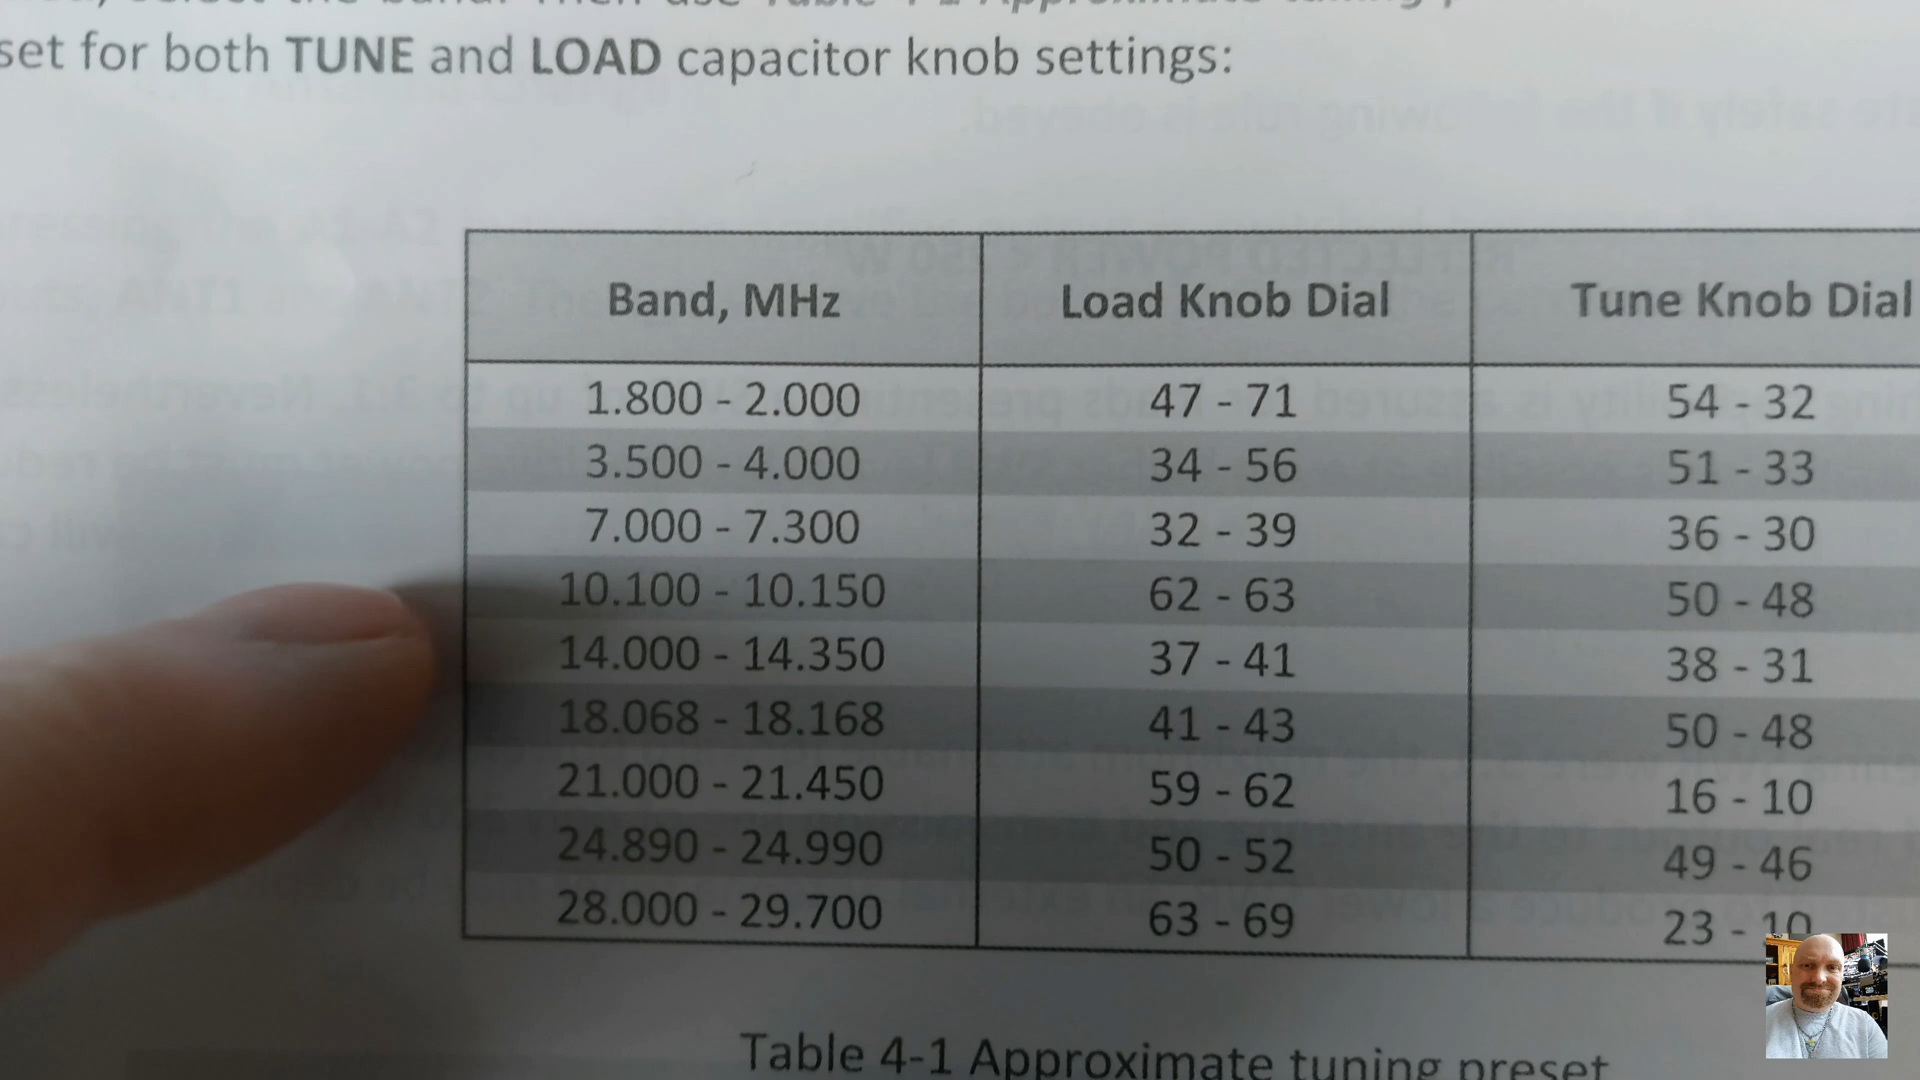 set for both TUNE and LOAD capacitor knob settings:
Band, MHz Load Knob Dial Tune Knob Dial
1.800 - 2.000 47 - 71 54 - 32
3.500 - 4.000 34 - 56 51 - 33
7.000 - 7.300 32 - 39 36 - 30
10.100 - 10.150 62 - 63 50 - 48
14.000 - 14.350 37 - 41 38 - 31
18.068 - 18.168 41 - 43 50 - 48
21.000 - 21.450 59 - 62 16 - 10
24.890 - 24.990 50 - 52 49 - 46
28.000 - 29.700 63 - 69 23 - 10
Table 4-1 Approximate tuning preset